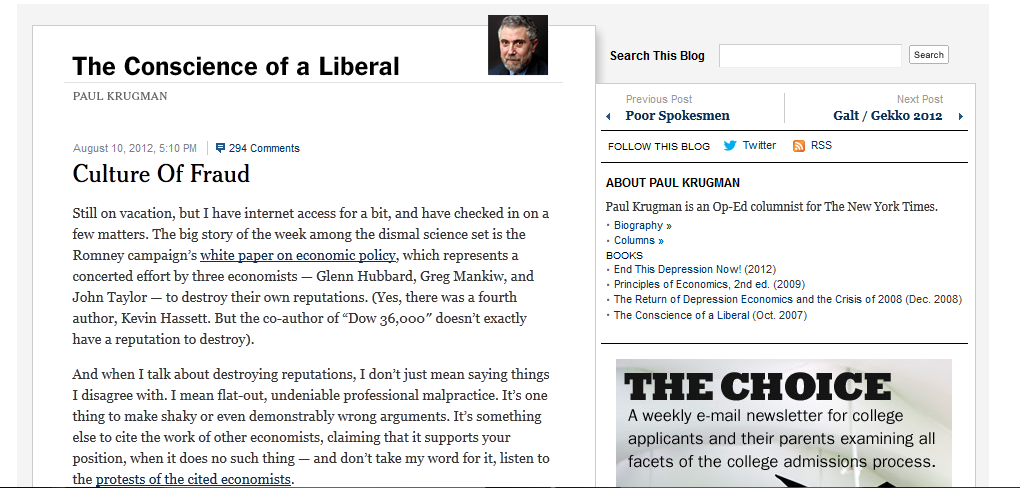 The Conscience of a Liberal
PAUL KRUGMAN
August 10, 2012, 5:10 PM
294 Comments
Culture Of Fraud
Still on vacation, but I have internet access for a bit, and have checked in on a
few matters. The big story of the week among the dismal science set is the
Romney campaign’s white paper on economic policy, which represents a
concerted effort by three economists — Glenn Hubbard, Greg Mankiw, and
John Taylor — to destroy their own reputations. (Yes, there was a fourth
author, Kevin Hassett. But the co-author of “Dow 36,000″ doesn’t exactly
have a reputation to destroy).
And when I talk about destroying reputations, I don’t just mean saying things
I disagree with. I mean flat-out, undeniable professional malpractice. It’s one
thing to make shaky or even demonstrably wrong arguments. It’s something
else to cite the work of other economists, claiming that it supports your
position, when it does no such thing — and don’t take my word for it, listen to
the protests of the cited economists.
Search This Blog
Search
Previous Post
Poor Spokesmen
Next Post
Galt / Gekko 2012
FOLLOW THIS BLOG
Twitter
RSS
ABOUT PAUL KRUGMAN
Paul Krugman is an Op-Ed columnist for The New York Times.
Biography »
Columns »
BOOKS
End This Depression Now! (2012)
Principles of Economics, 2nd ed. (2009)
The Return of Depression Economics and the Crisis of 2008 (Dec. 2008)
The Conscience of a Liberal (Oct. 2007)
THE CHOICE
A weekly e-mail newsletter for college
applicants and their parents examining all
facets of the college admissions process.